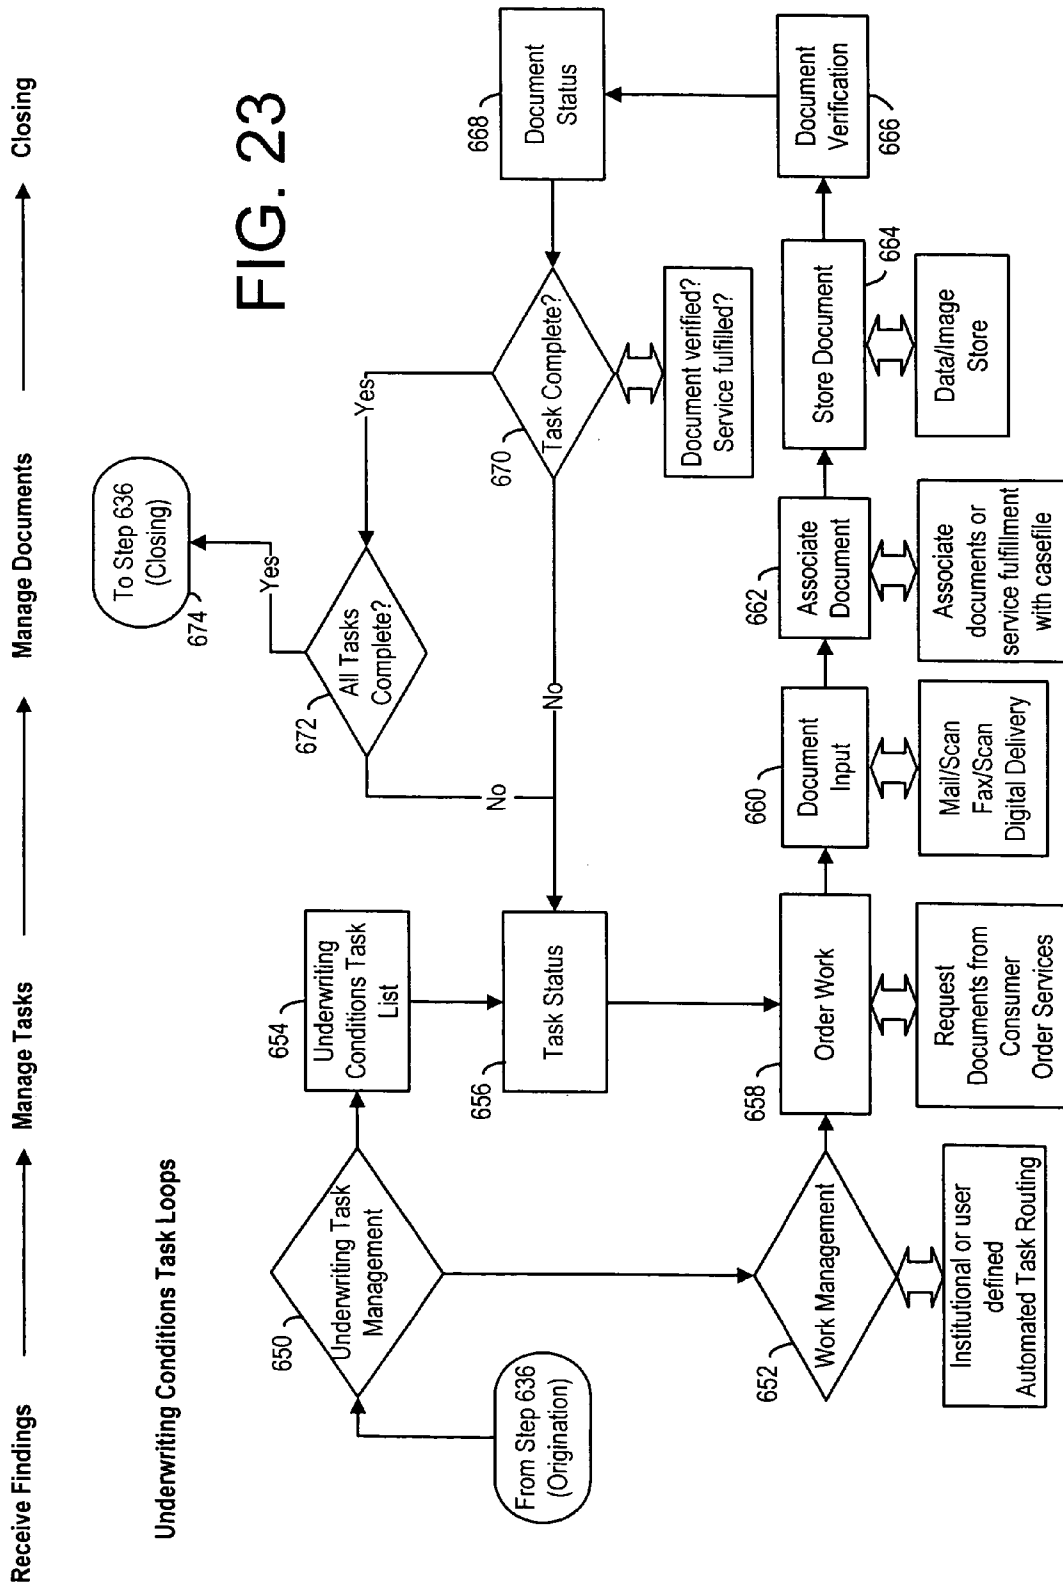 Receive Findings
Manage Tasks
Manage Documents
Closing
Underwriting Conditions Task Loops
FIG. 23
From Step 636
(Origination)
650
Underwriting Task
Management
654
Underwriting
Conditions Task
List
656
Task Status
652
Work Management
Institutional or user
defined
Automated Task Routing
658
Order Work
Request
Documents from
Consumer
Order Services
660
Document
Input
Mail/Scan
Fax/Scan
Digital Delivery
662
Associate
Document
Associate
documents or
service fulfillment
with casefile
664
Store Document
Data/Image
Store
666
Document
Verification
668
Document
Status
670
Task Complete?
Document verified?
Service fulfilled?
Yes
No
672
All Tasks
Complete?
No
Yes
674
To Step 636
(Closing)